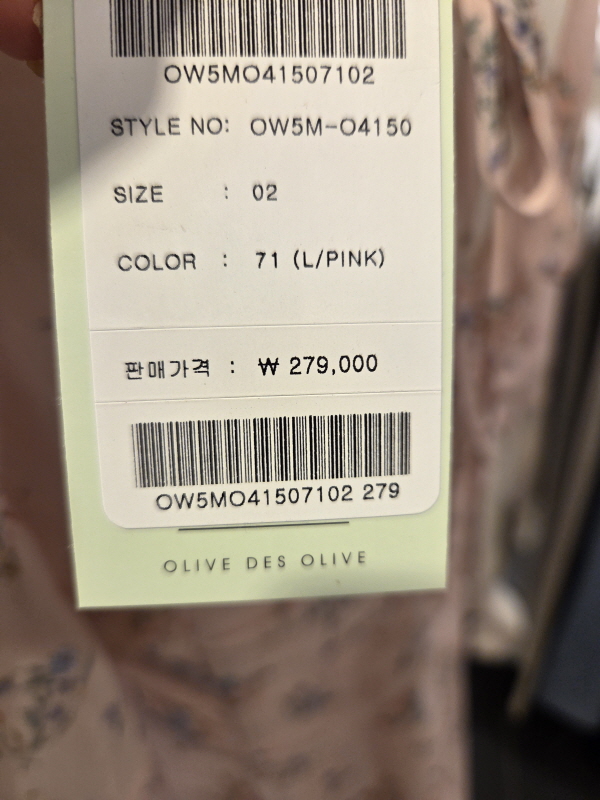 OW5MO41507102
STYLE NO: OW5M-O4150
SIZE : 02
COLOR : 71 (L/PINK)
판매가격 : ₩ 279,000
OW5MO41507102 279
OLIVE DES OLIVE